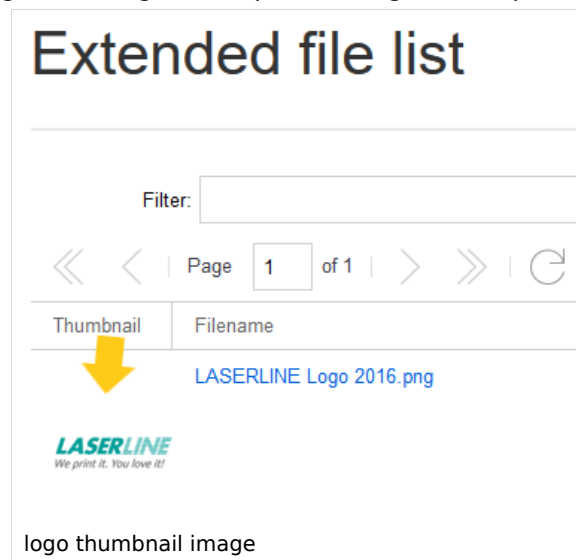 Extended file list
Filter:
Page 1 of 1
Thumbnail Filename
LASERLINE Logo 2016.png
LASERLINE
We print it. You love it!
logo thumbnail image